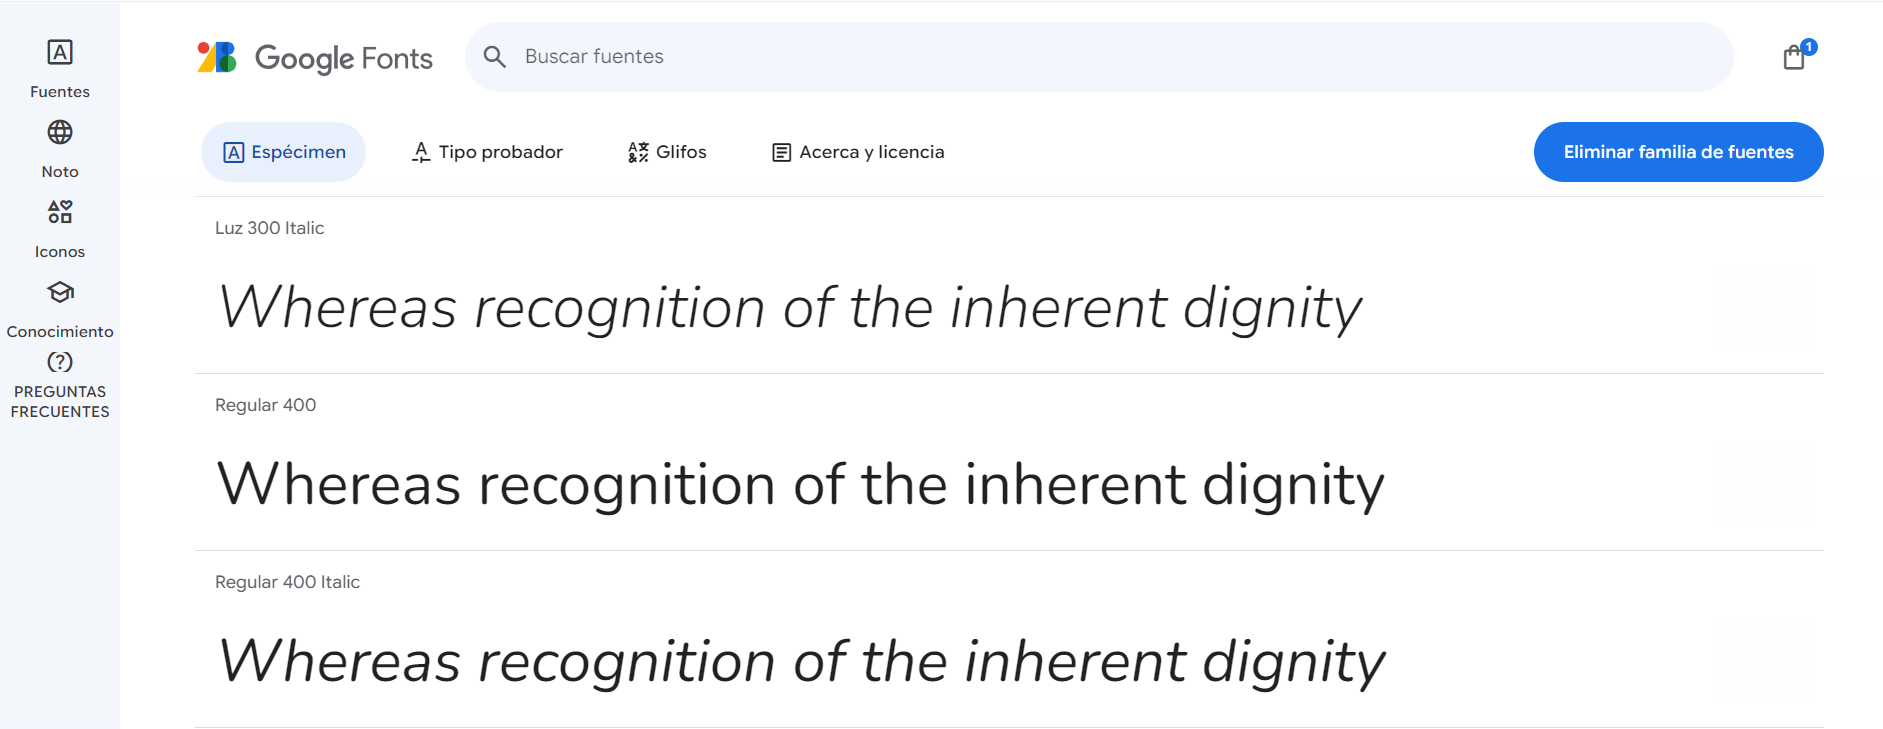 Fuentes
Noto
Iconos
Conocimiento
PREGUNTAS
FRECUENTES
Google Fonts
Buscar fuentes
1
Espécimen
Tipo probador
Glifos
Acerca y licencia
Eliminar familia de fuentes
Luz 300 Italic
Whereas recognition of the inherent dignity
Regular 400
Whereas recognition of the inherent dignity
Regular 400 Italic
Whereas recognition of the inherent dignity